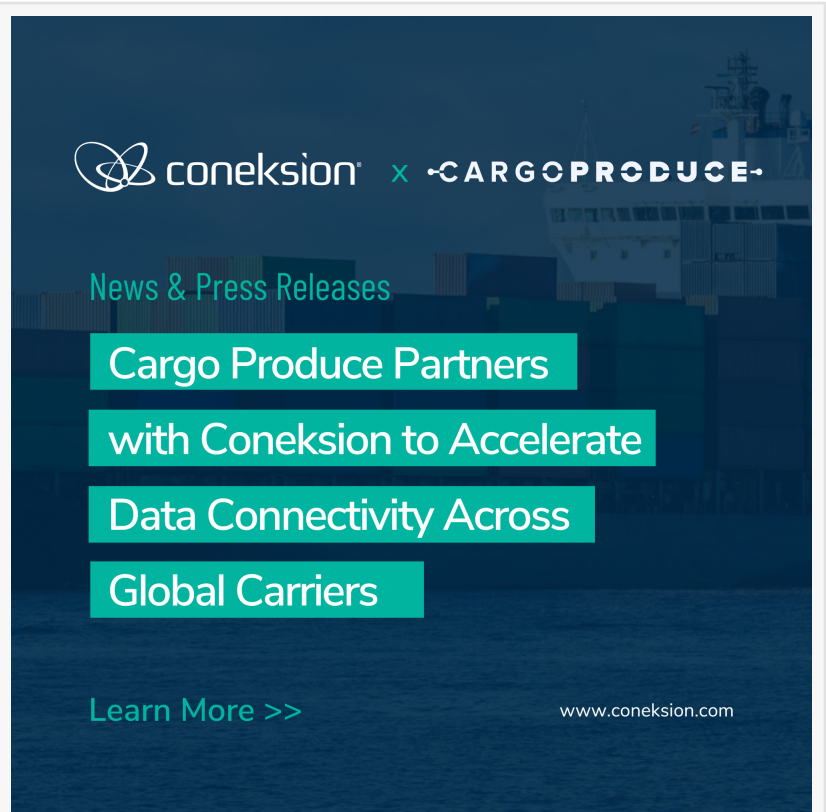 coneksion® x CARGOPRODUCE
News & Press Releases
Cargo Produce Partners
with Coneksion to Accelerate
Data Connectivity Across
Global Carriers
Learn More >>
www.coneksion.com